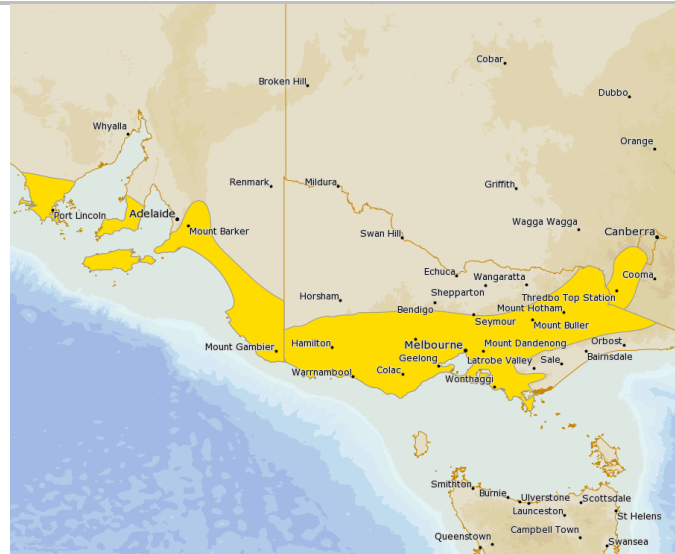 Cobar
Broken Hill
Dubbo
Whyalla
Orange
Renmark
Mildura
Griffith
Port Lincoln
Adelaide
Mount Barker
Swan Hill
Wagga Wagga
Canberra
Echuca
Wangaratta
Cooma
Horsham
Shepparton
Thredbo Top Station
Bendigo
Mount Hotham
Seymour
Mount Buller
Mount Gambier
Hamilton
Melbourne
Mount Dandenong
Orbost
Geelong
Latrobe Valley
Sale
Bairnsdale
Warrnambool
Colac
Wonthaggi
Smithton
Burnie
Ulverstone
Scottsdale
Launceston
St Helens
Queenstown
Campbell Town
Swansea